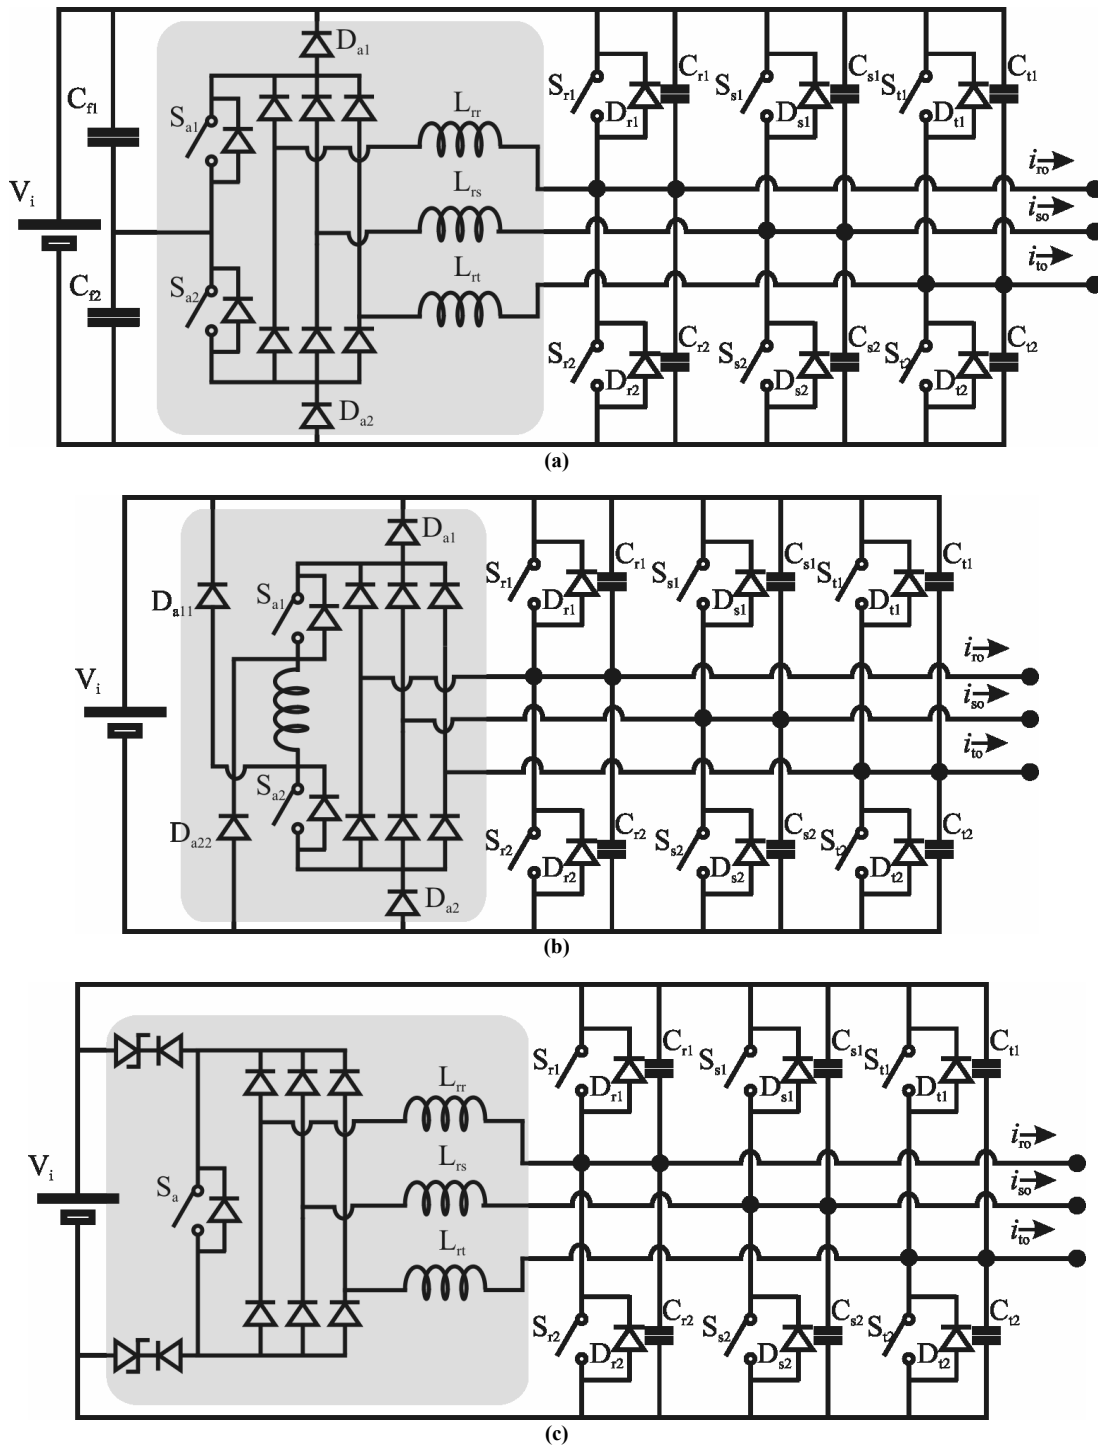 D_a1
C_f1
S_a1
L_rr
S_r1
D_r1
C_r1
S_s1
D_s1
C_s1
S_t1
D_t1
C_t1
V_i
L_rs
i_ro
i_so
i_to
C_f2
S_a2
L_rt
S_r2
D_r2
C_r2
S_s2
D_s2
C_s2
S_t2
D_t2
C_t2
D_a2
(a)
D_a1
D_a11
S_a1
S_r1
D_r1
C_r1
S_s1
D_s1
C_s1
S_t1
D_t1
C_t1
V_i
i_ro
i_so
i_to
S_a2
D_a22
S_r2
D_r2
C_r2
S_s2
D_s2
C_s2
S_t2
D_t2
C_t2
D_a2
(b)
L_rr
S_r1
D_r1
C_r1
S_s1
D_s1
C_s1
S_t1
D_t1
C_t1
V_i
S_a
L_rs
i_ro
i_so
i_to
L_rt
S_r2
D_r2
C_r2
S_s2
D_s2
C_s2
S_t2
D_t2
C_t2
(c)